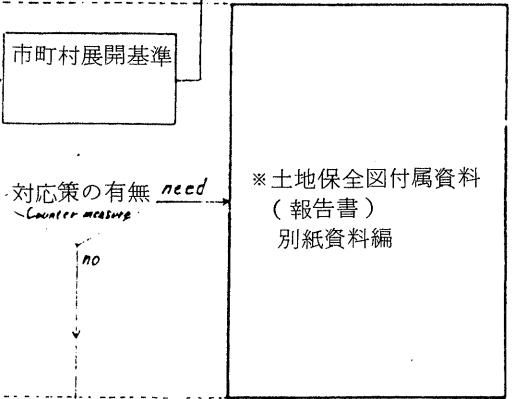 市町村展開基準
対応策の有無 need
Counter measure
no
※土地保全図付属資料
(報告書)
別紙資料編